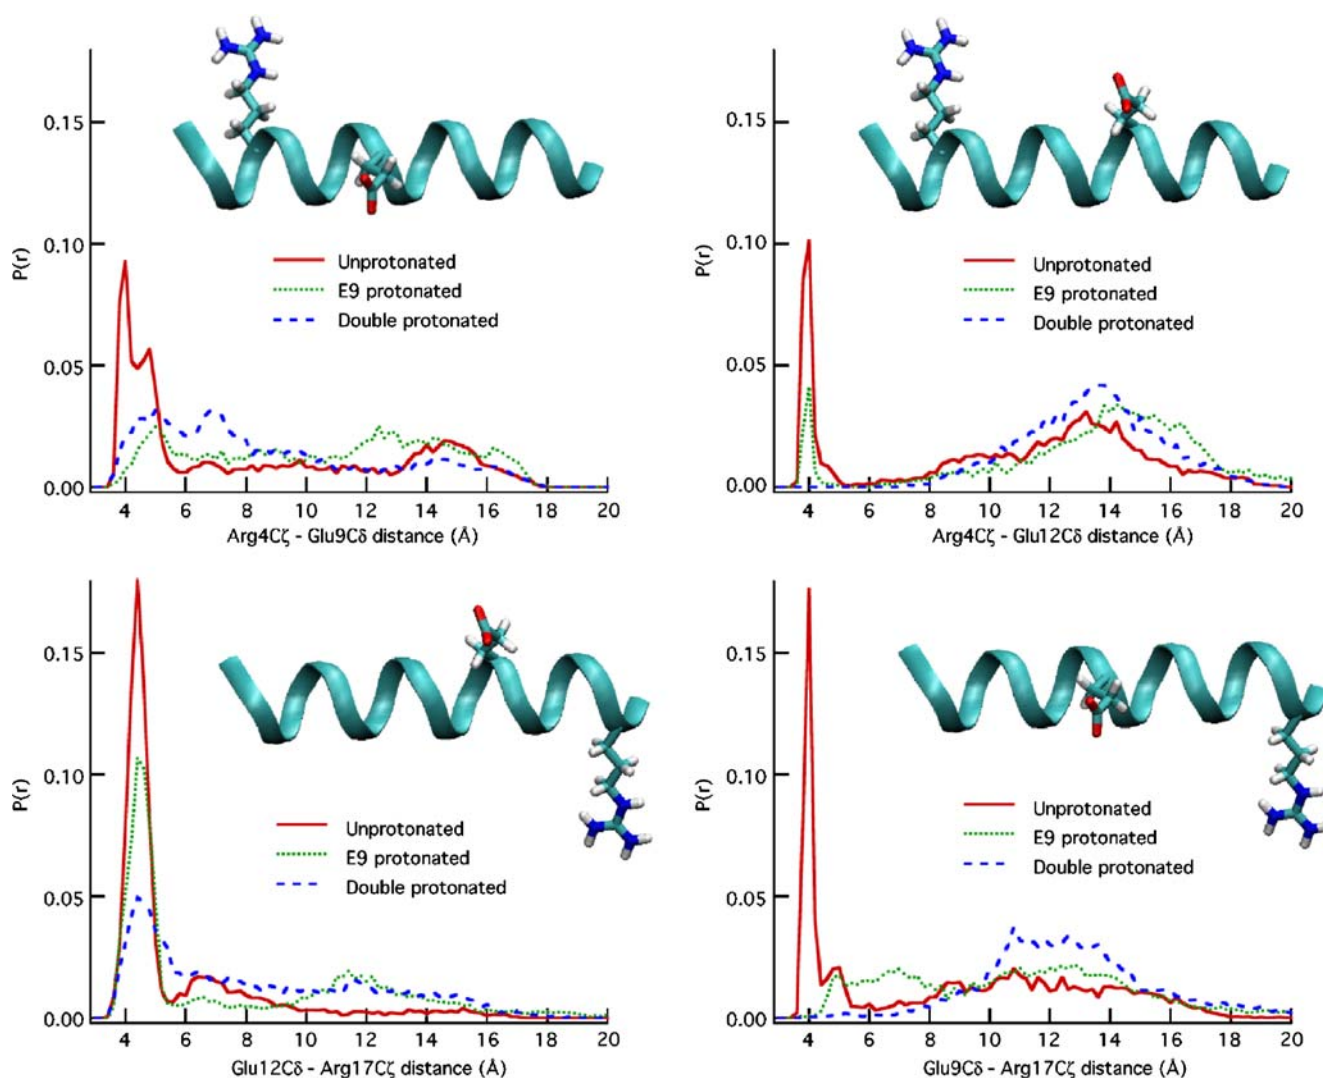 P(r)
0.15
0.10
0.05
0.00
Unprotonated
E9 protonated
Double protonated
4 6 8 10 12 14 16 18 20
Arg4Cζ - Glu9Cδ distance (Å)
P(r)
0.15
0.10
0.05
0.00
Unprotonated
E9 protonated
Double protonated
4 6 8 10 12 14 16 18 20
Arg4Cζ - Glu12Cδ distance (Å)
P(r)
0.15
0.10
0.05
0.00
Unprotonated
E9 protonated
Double protonated
4 6 8 10 12 14 16 18 20
Glu12Cδ - Arg17Cζ distance (Å)
P(r)
0.15
0.10
0.05
0.00
Unprotonated
E9 protonated
Double protonated
4 6 8 10 12 14 16 18 20
Glu9Cδ - Arg17Cζ distance (Å)